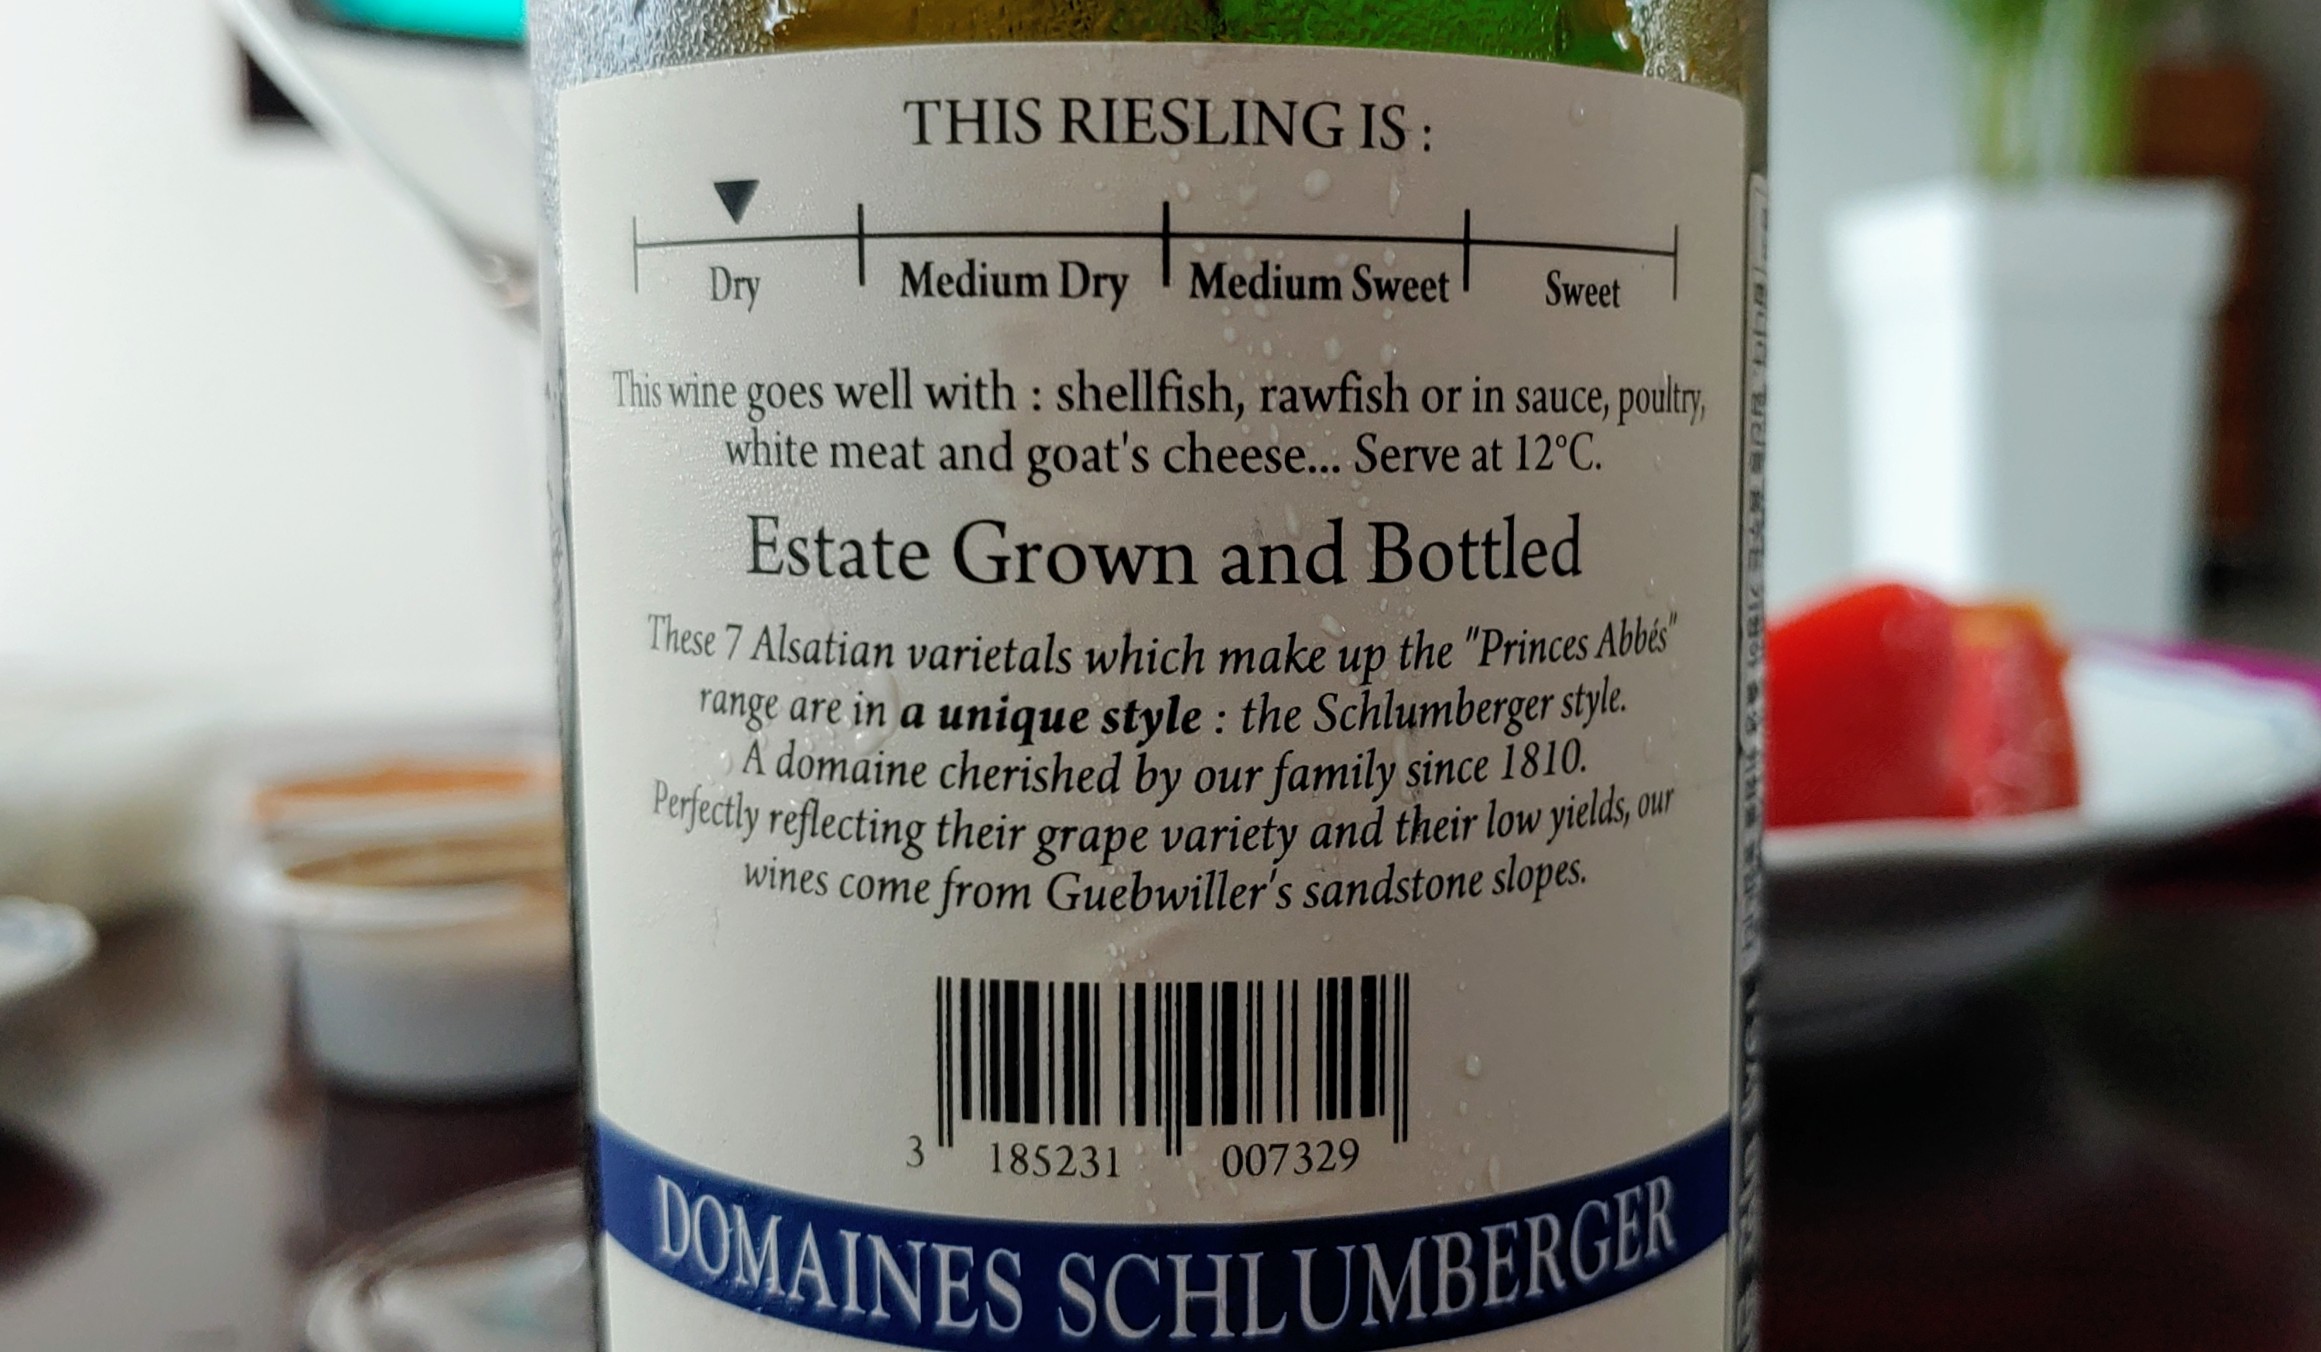 THIS RIESLING IS :
Dry Medium Dry Medium Sweet Sweet
This wine goes well with : shellfish, rawfish or in sauce, poultry,
white meat and goat's cheese... Serve at 12°C.
Estate Grown and Bottled
These 7 Alsatian varietals which make up the "Princes Abbés"
range are in a unique style : the Schlumberger style.
A domaine cherished by our family since 1810.
Perfectly reflecting their grape variety and their low yields, our
wines come from Guebwiller's sandstone slopes.
3 185231 007329
DOMAINES SCHLUMBERGER